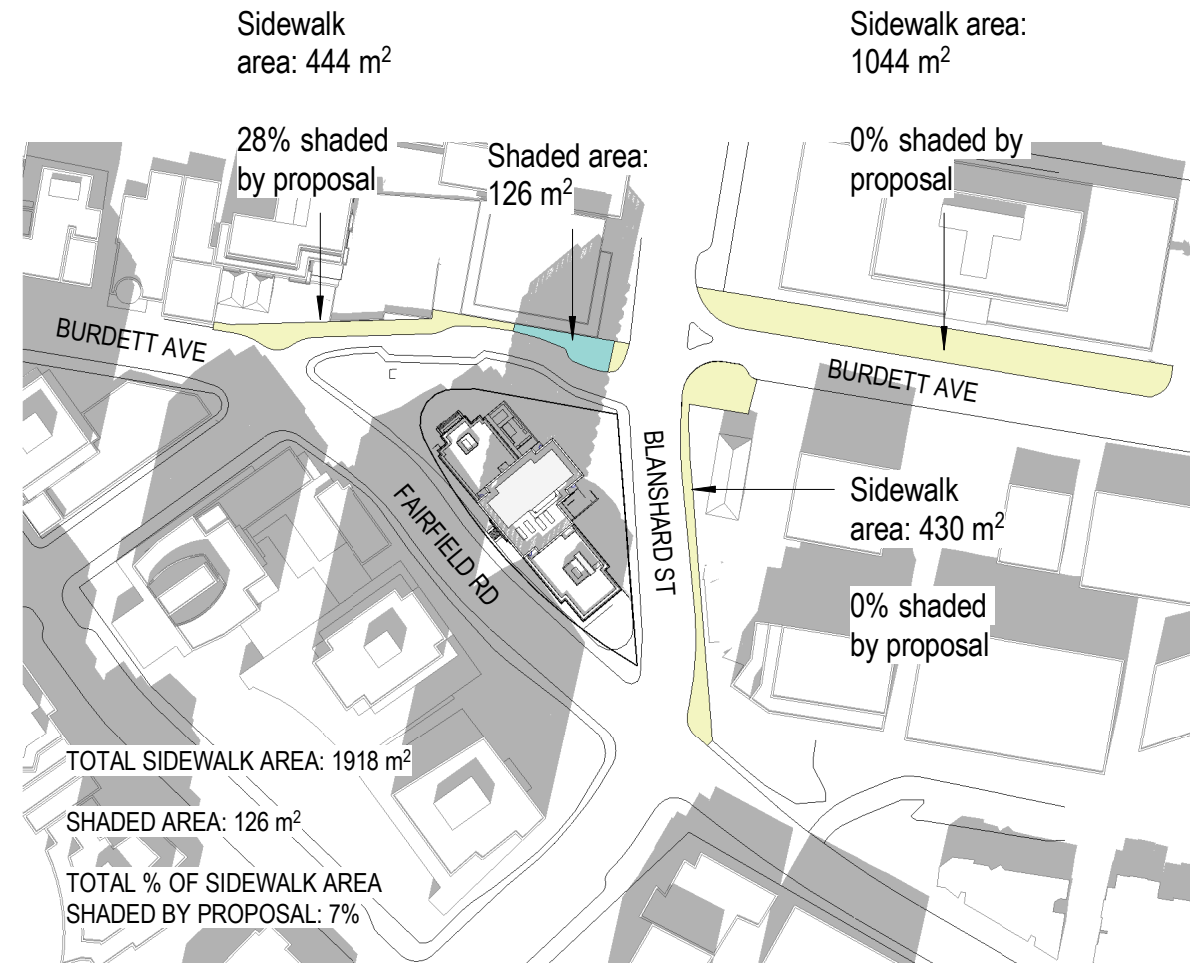 Sidewalk
area: 444 m²
28% shaded
by proposal
Shaded area:
126 m²
Sidewalk area:
1044 m²
0% shaded by
proposal
BURDETT AVE
BURDETT AVE
FAIRFIELD RD
BLANSHARD ST
Sidewalk
area: 430 m²
0% shaded
by proposal
TOTAL SIDEWALK AREA: 1918 m²
SHADED AREA: 126 m²
TOTAL % OF SIDEWALK AREA
SHADED BY PROPOSAL: 7%